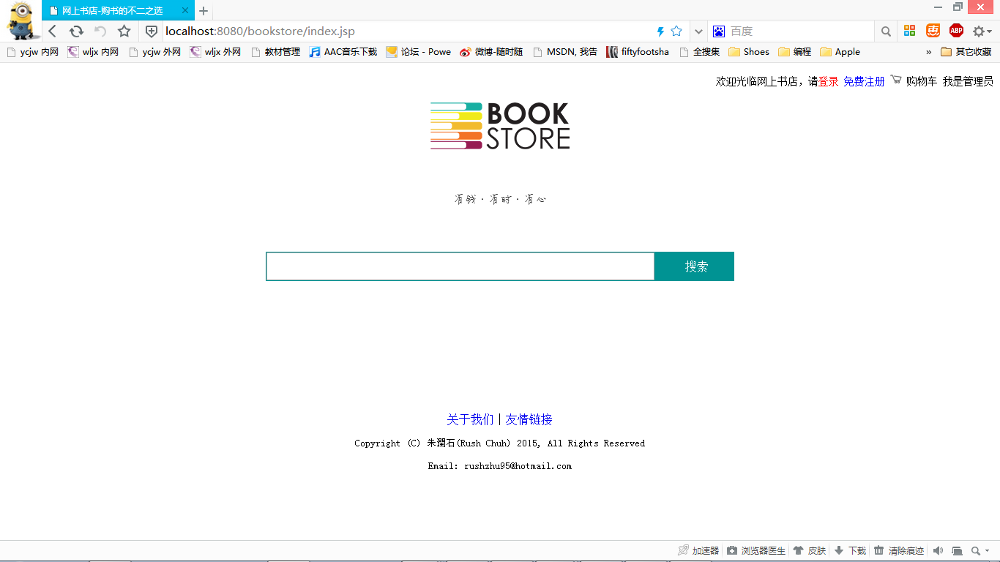 网上书店-购书的不二之选
localhost:8080/bookstore/index.jsp
百度
ycjw 内网 wljx 内网 ycjw 外网 wljx 外网 教材管理 AAC音乐下载 论坛 - Powe 微博-随时随 MSDN, 我告 fiftyfootsha 全搜集 Shoes 编程 Apple » 其它收藏
欢迎光临网上书店，请登录 免费注册 购物车 我是管理员
BOOK
STORE
有钱·有时·有心
搜索
关于我们 | 友情链接
Copyright (C) 朱潤石(Rush Chuh) 2015, All Rights Reserved
Email: rushzhu95@hotmail.com
加速器 浏览器医生 皮肤 下载 清除痕迹